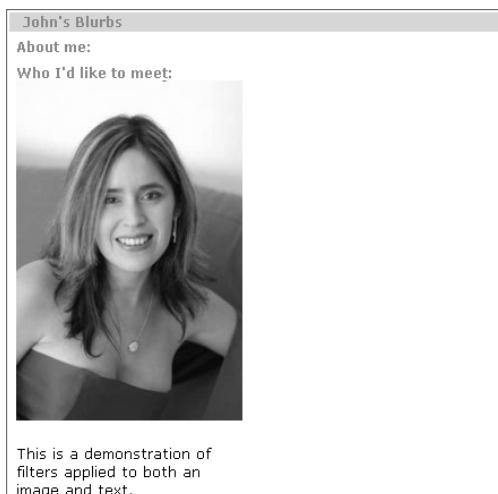 John's Blurbs
About me:
Who I'd like to meet:
This is a demonstration of
filters applied to both an
image and text.